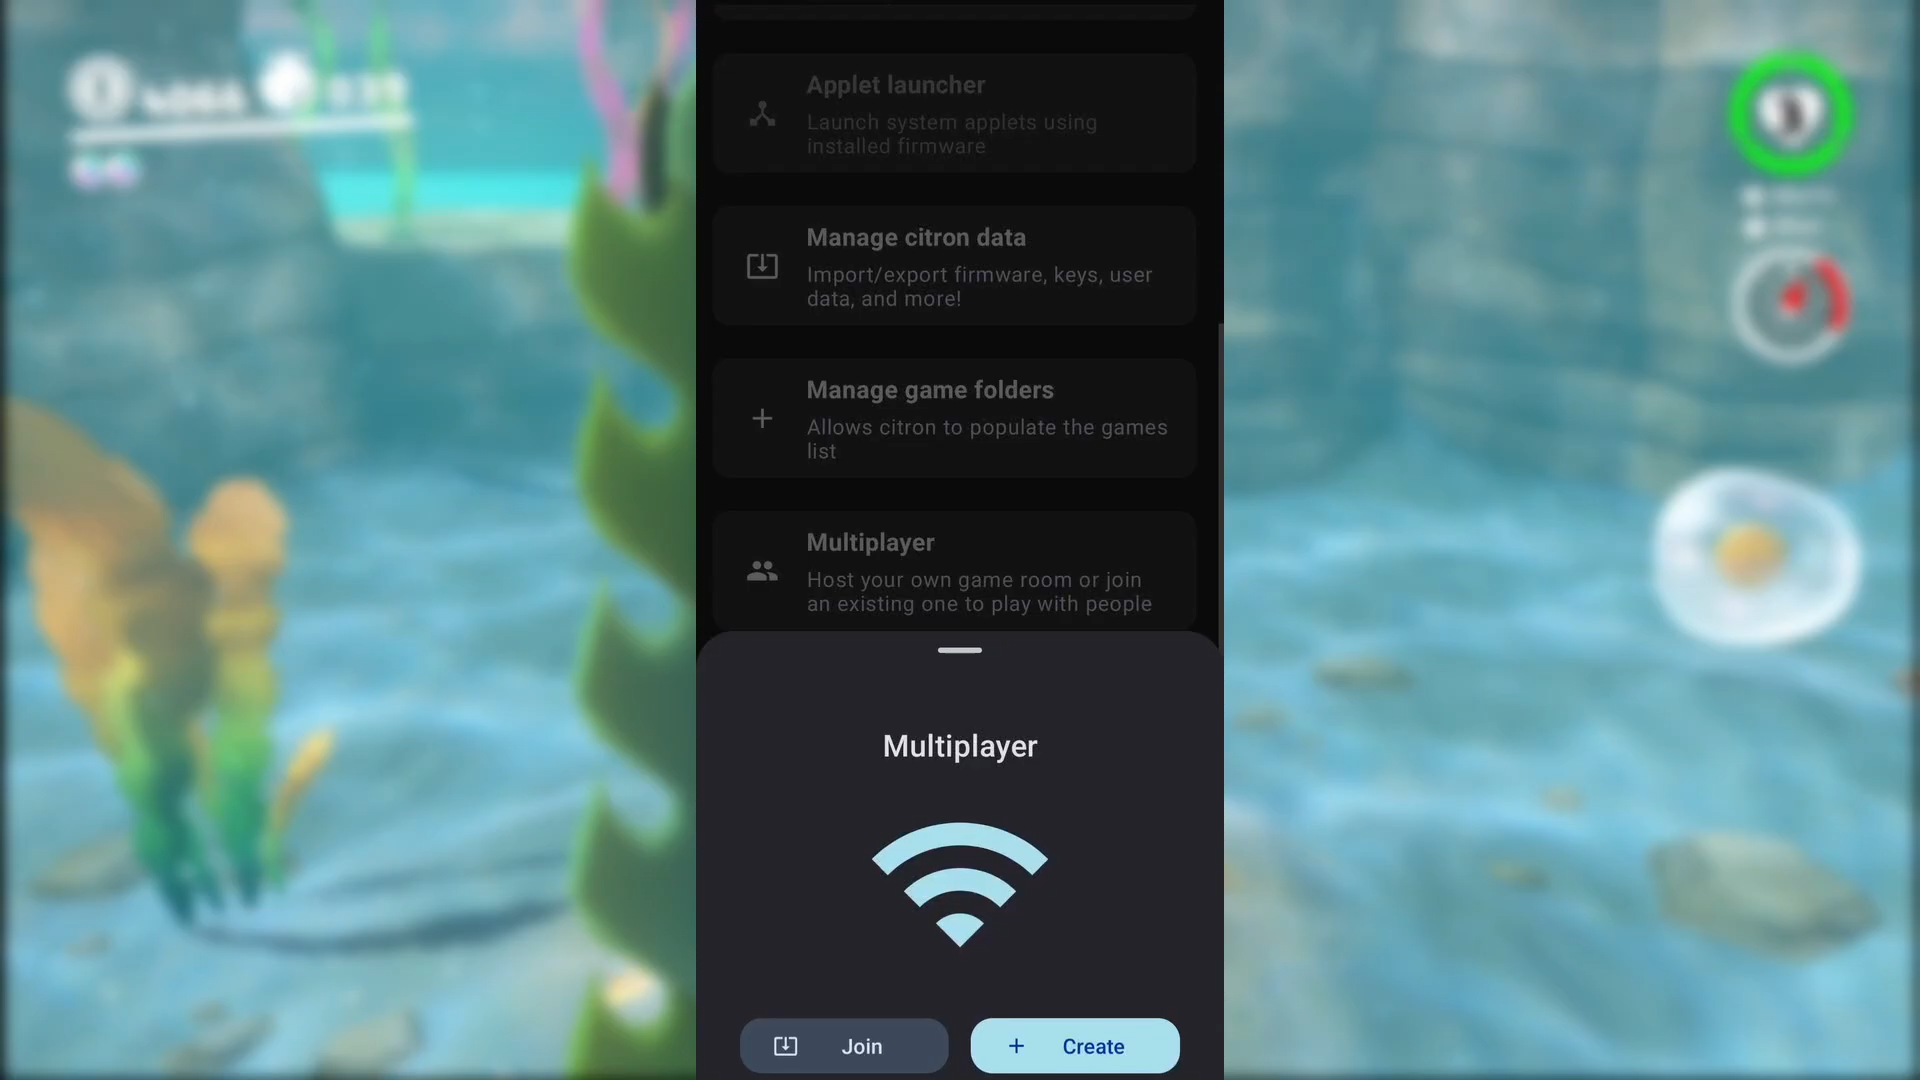 Applet launcher
Launch system applets using
installed firmware
Manage citron data
Import/export firmware, keys, user
data, and more!
Manage game folders
Allows citron to populate the games
list
Multiplayer
Host your own game room or join
an existing one to play with people
Multiplayer
Join
Create